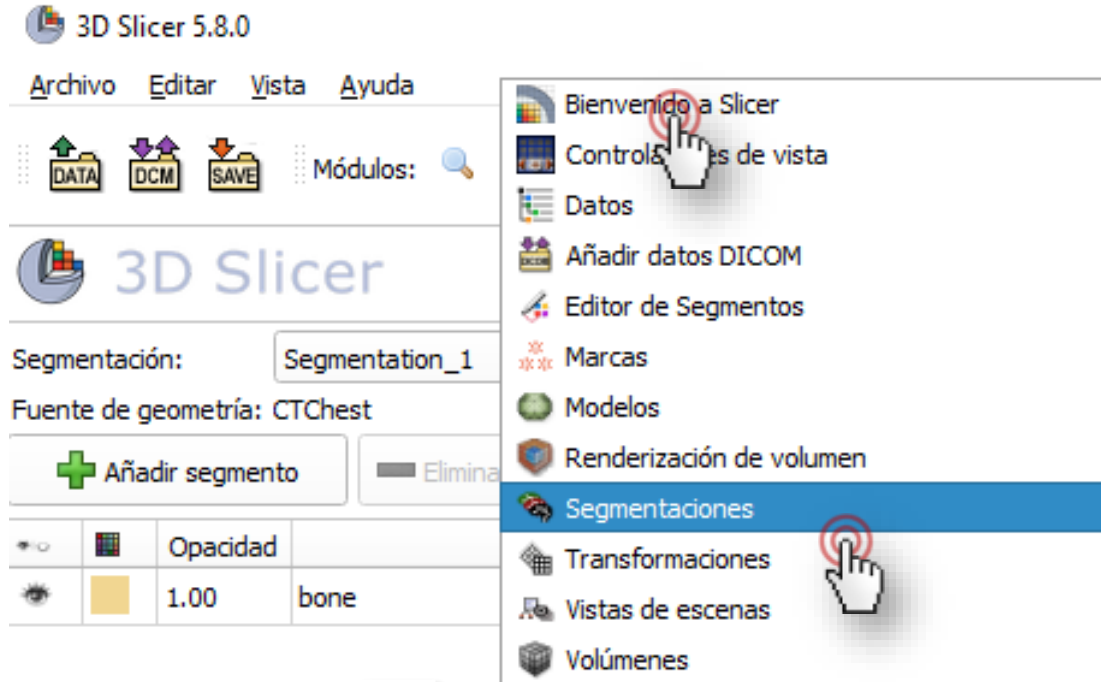 3D Slicer 5.8.0
Archivo Editar Vista Ayuda
DATA DCM SAVE Módulos:
3D Slicer
Segmentación: Segmentation_1
Fuente de geometría: CTChest
Añadir segmento Elimina
Opacidad
1.00 bone
Bienvenido a Slicer
de vista
Datos
Añadir datos DICOM
Editor de Segmentos
Marcas
Modelos
Renderización de volumen
Segmentaciones
Transformaciones
Vistas de escenas
Volúmenes